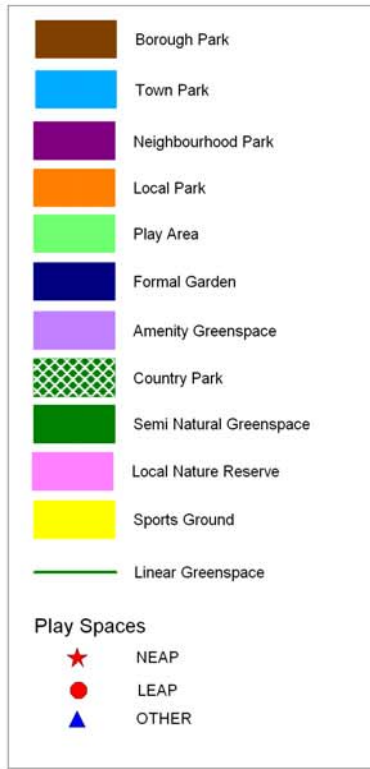 Borough Park
Town Park
Neighbourhood Park
Local Park
Play Area
Formal Garden
Amenity Greenspace
Country Park
Semi Natural Greenspace
Local Nature Reserve
Sports Ground
Linear Greenspace
Play Spaces
NEAP
LEAP
OTHER